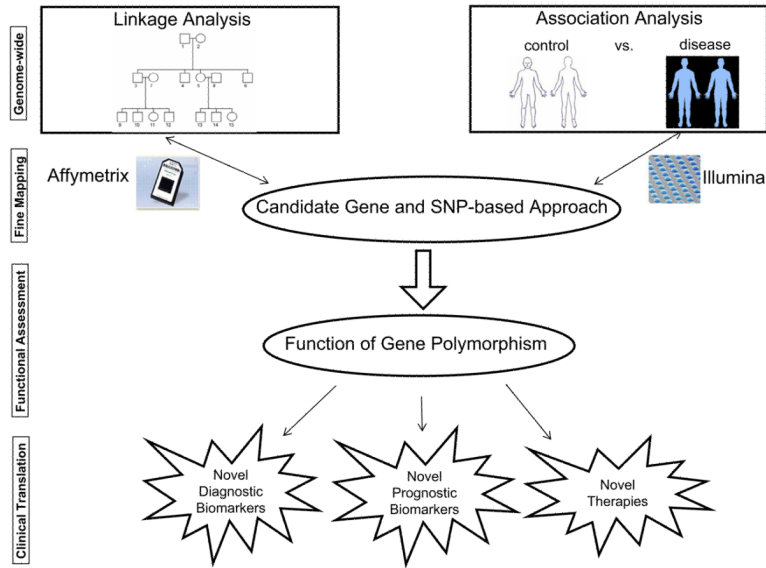 Genome-wide
Linkage Analysis
1
2
3
7
4
5
8
6
9
10
11
12
13
14
15
Association Analysis
control vs. disease
Fine Mapping
Affymetrix
Illumina
Candidate Gene and SNP-based Approach
Functional Assessment
Function of Gene Polymorphism
Clinical Translation
Novel
Diagnostic
Biomarkers
Novel
Prognostic
Biomarkers
Novel
Therapies